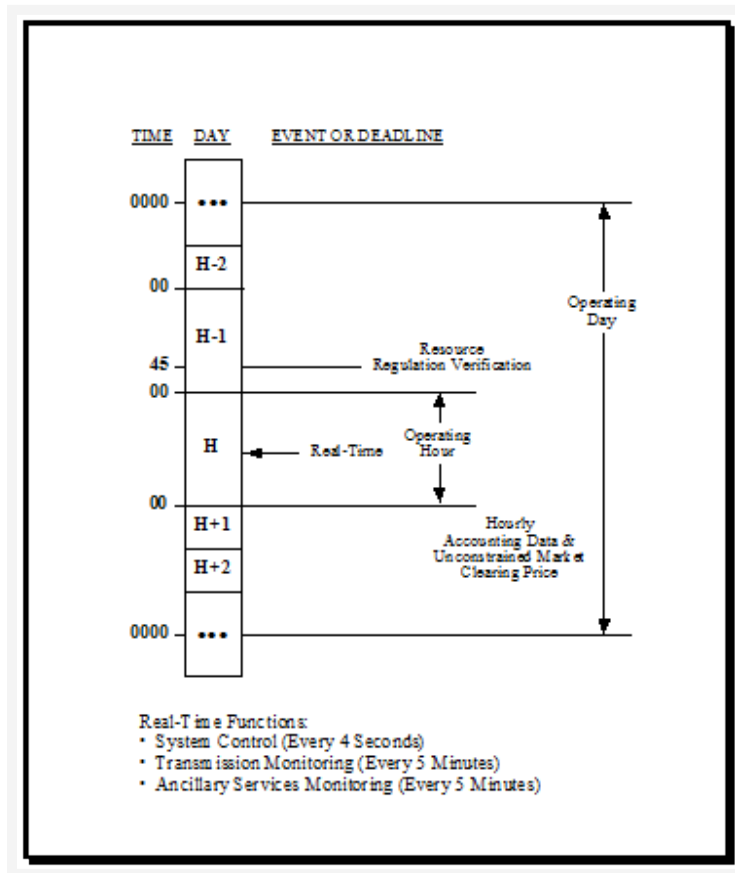 TIME DAY EVENT OR DEADLINE
0000 •••
H-2
00
H-1
Operating
Day
Resource
45 Regulation Verification
00
Operating
Hour
H Real-Time
00
H+1 Hourly
Accounting Data &
Unconstrained Market
Clearing Price
H+2
0000 •••
Real-Time Functions:
• System Control (Every 4 Seconds)
• Transmission Monitoring (Every 5 Minutes)
• Ancillary Services Monitoring (Every 5 Minutes)